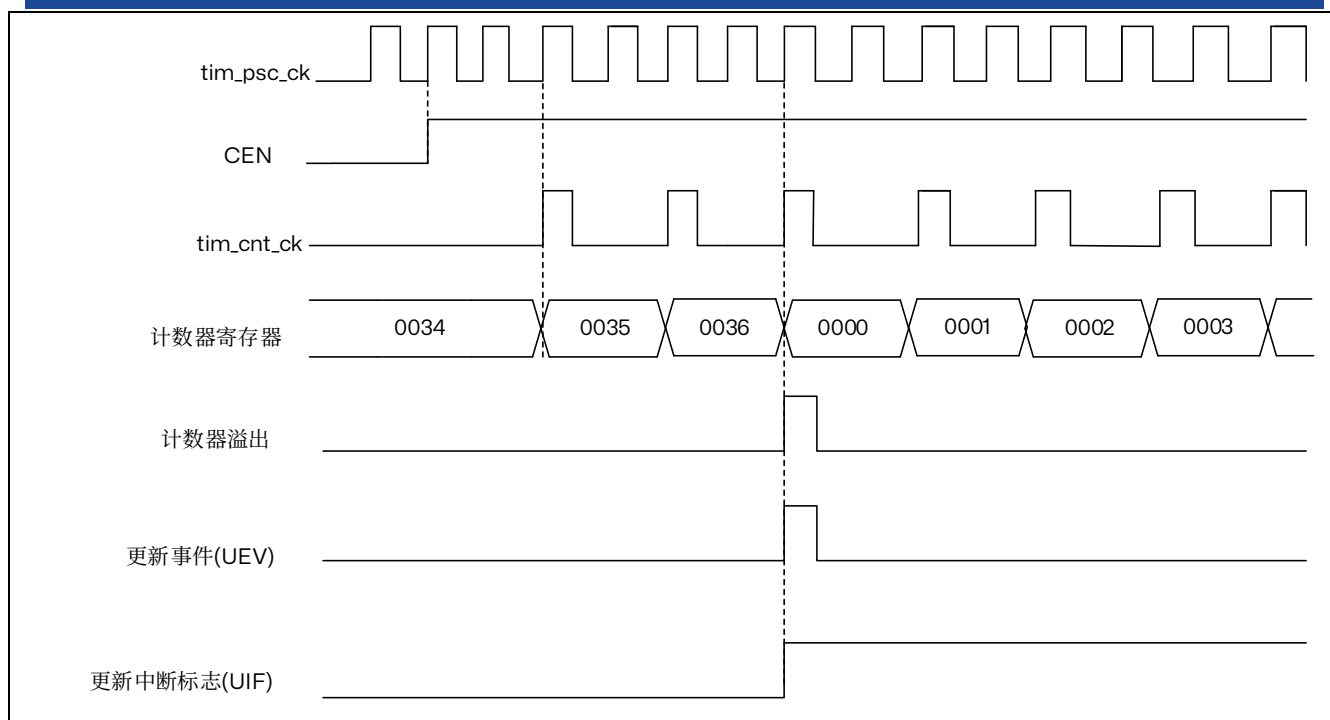 tim_psc_ck
CEN
tim_cnt_ck
计数器寄存器 0034 0035 0036 0000 0001 0002 0003
计数器溢出
更新事件(UEV)
更新中断标志(UIF)